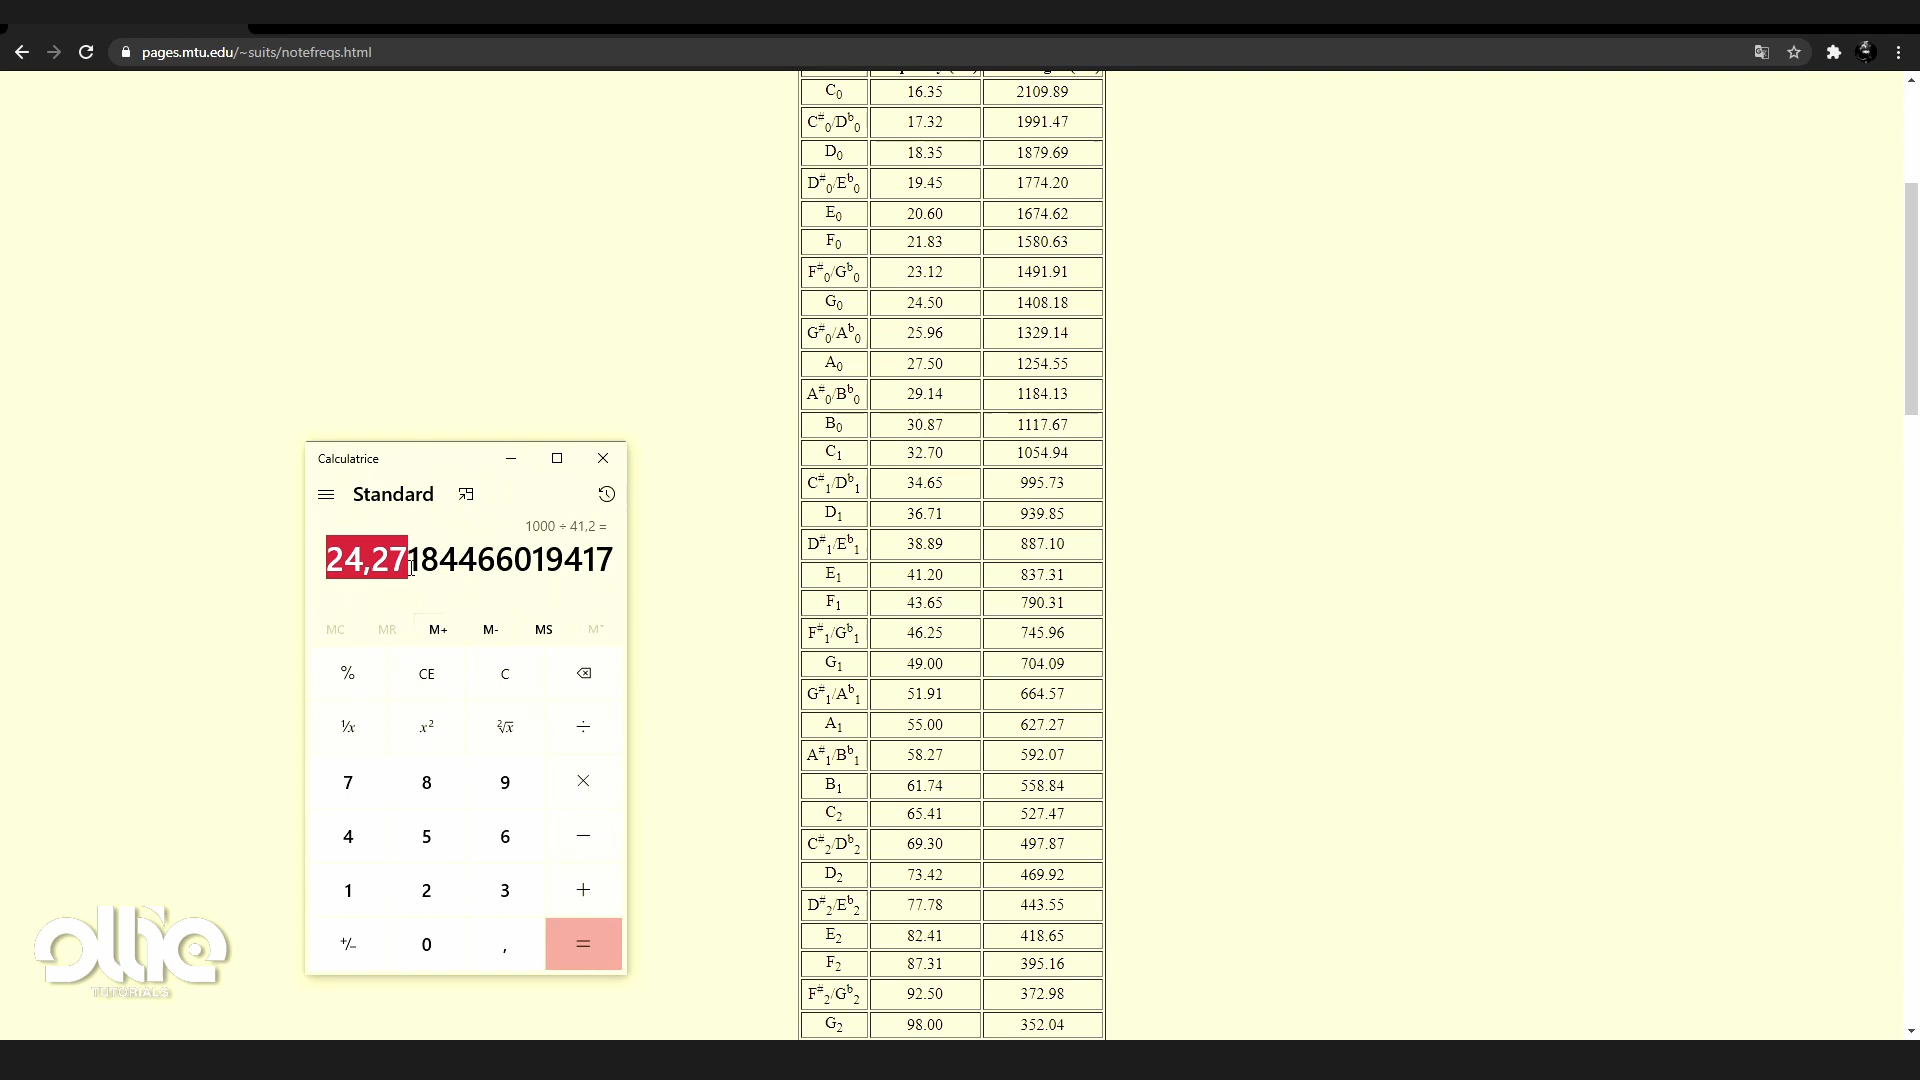 pages.mtu.edu/~suits/notefreqs.html
C0 16.35 2109.89
C#0/Db0 17.32 1991.47
D0 18.35 1879.69
D#0/Eb0 19.45 1774.20
E0 20.60 1674.62
F0 21.83 1580.63
F#0/Gb0 23.12 1491.91
G0 24.50 1408.18
G#0/Ab0 25.96 1329.14
A0 27.50 1254.55
A#0/Bb0 29.14 1184.13
B0 30.87 1117.67
C1 32.70 1054.94
C#1/Db1 34.65 995.73
D1 36.71 939.85
D#1/Eb1 38.89 887.10
E1 41.20 837.31
F1 43.65 790.31
F#1/Gb1 46.25 745.96
G1 49.00 704.09
G#1/Ab1 51.91 664.57
A1 55.00 627.27
A#1/Bb1 58.27 592.07
B1 61.74 558.84
C2 65.41 527.47
C#2/Db2 69.30 497.87
D2 73.42 469.92
D#2/Eb2 77.78 443.55
E2 82.41 418.65
F2 87.31 395.16
F#2/Gb2 92.50 372.98
G2 98.00 352.04
Calculatrice
Standard
1000 ÷ 41,2 =
24,27184466019417
MC MR M+ M- MS M˅
% CE C
1/x x² ²√x ÷
7 8 9 ×
4 5 6 −
1 2 3 +
+/− 0 , =
ollie
TUTORIALS